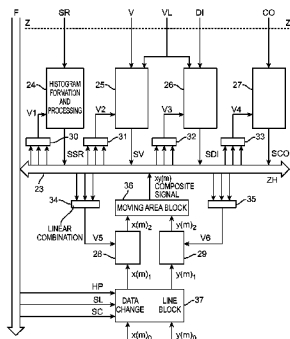 F SR V VL DI CO
Z Z
24 HISTOGRAM FORMATION AND PROCESSING 25 26 27
V1 V2 V3 V4
30 31 32 33
SSR SV SDI SCO
23 ZH
34 xy(m) COMPOSITE SIGNAL 35
36
LINEAR COMBINATION MOVING AREA BLOCK
V5 x(m)2 y(m)2 V6
28 29
x(m)1 y(m)1
HP
SL DATA CHANGE LINE BLOCK 37
SC
x(m)0 y(m)0